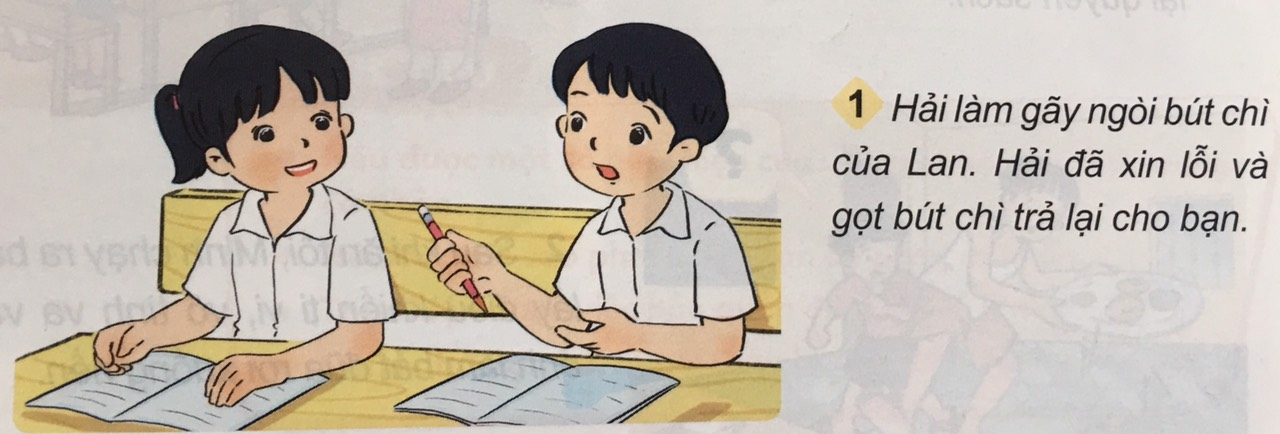 1 Hải làm gãy ngòi bút chì
của Lan. Hải đã xin lỗi và
gọt bút chì trả lại cho bạn.